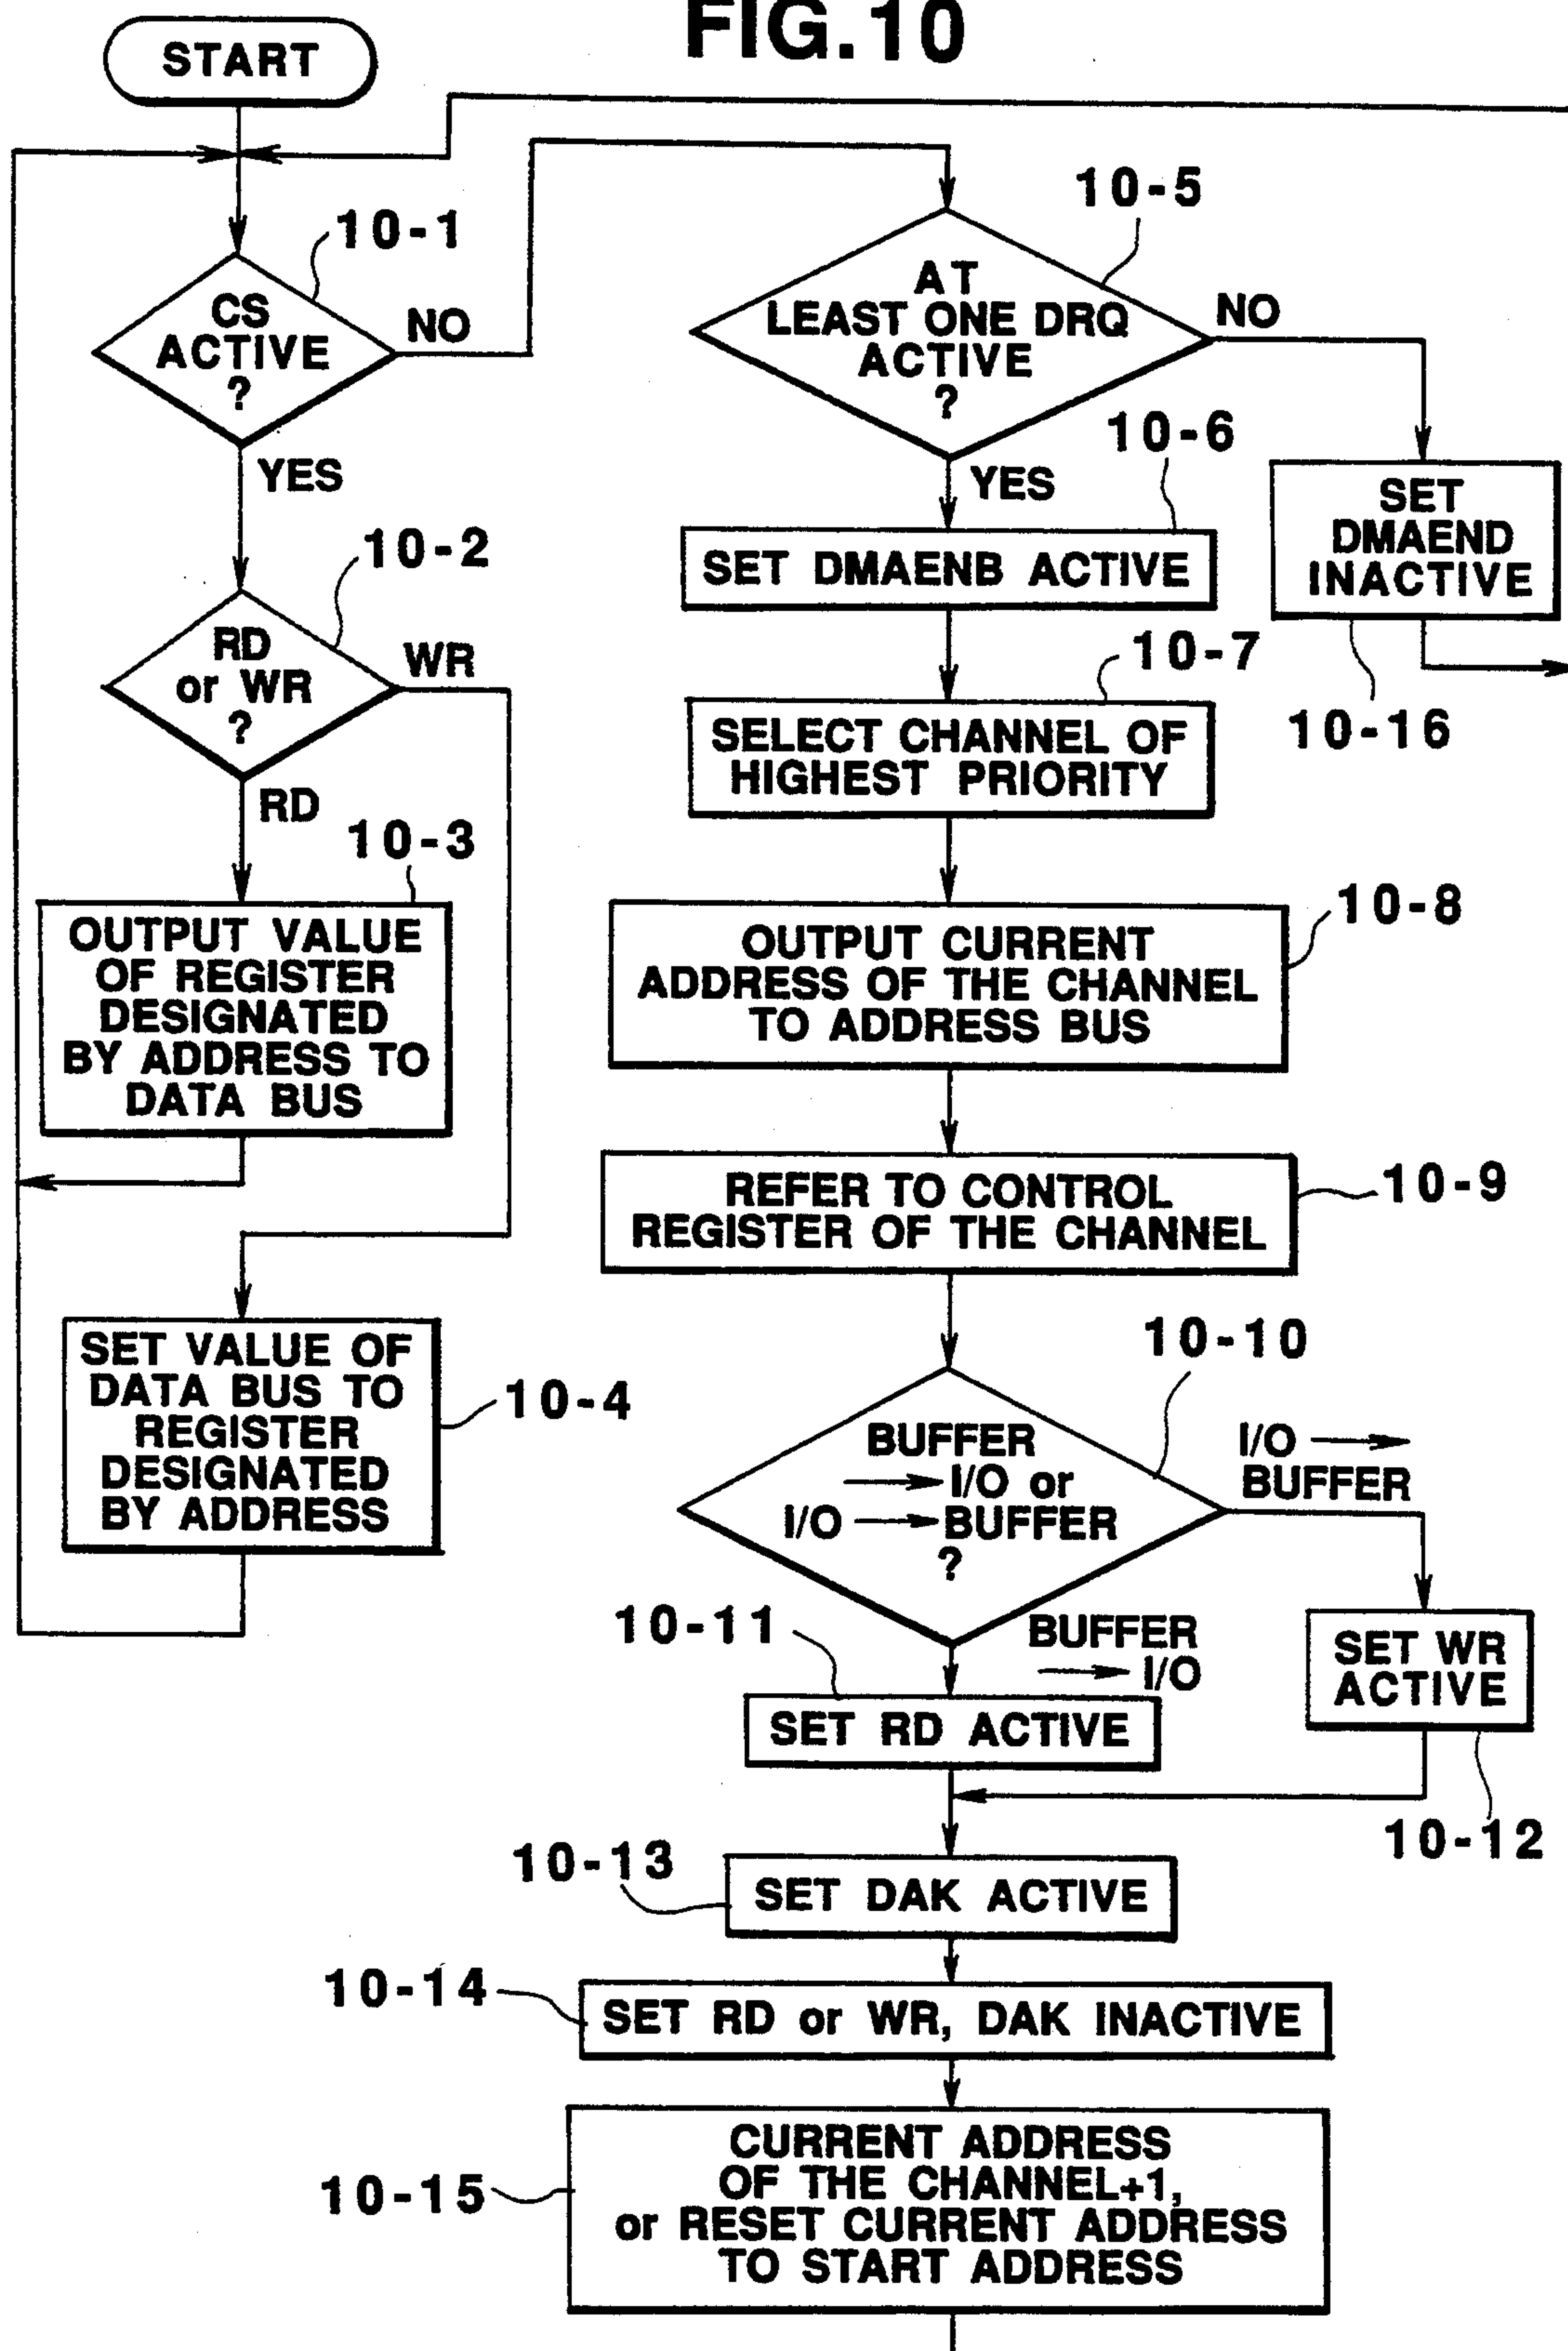 FIG.10
START
10-1
CS
ACTIVE
?
NO
YES
10-2
RD
or WR
?
WR
RD
10-3
OUTPUT VALUE
OF REGISTER
DESIGNATED
BY ADDRESS TO
DATA BUS
SET VALUE OF
DATA BUS TO
REGISTER
DESIGNATED
BY ADDRESS
10-4
10-5
AT
LEAST ONE DRQ
ACTIVE
?
NO
YES
10-6
SET DMAENB ACTIVE
SET
DMAEND
INACTIVE
10-16
10-7
SELECT CHANNEL OF
HIGHEST PRIORITY
10-8
OUTPUT CURRENT
ADDRESS OF THE CHANNEL
TO ADDRESS BUS
10-9
REFER TO CONTROL
REGISTER OF THE CHANNEL
10-10
BUFFER
→ I/O or
I/O → BUFFER
?
I/O →
BUFFER
BUFFER
→ I/O
10-11
SET RD ACTIVE
SET WR
ACTIVE
10-12
10-13
SET DAK ACTIVE
10-14
SET RD or WR, DAK INACTIVE
10-15
CURRENT ADDRESS
OF THE CHANNEL+1,
or RESET CURRENT ADDRESS
TO START ADDRESS